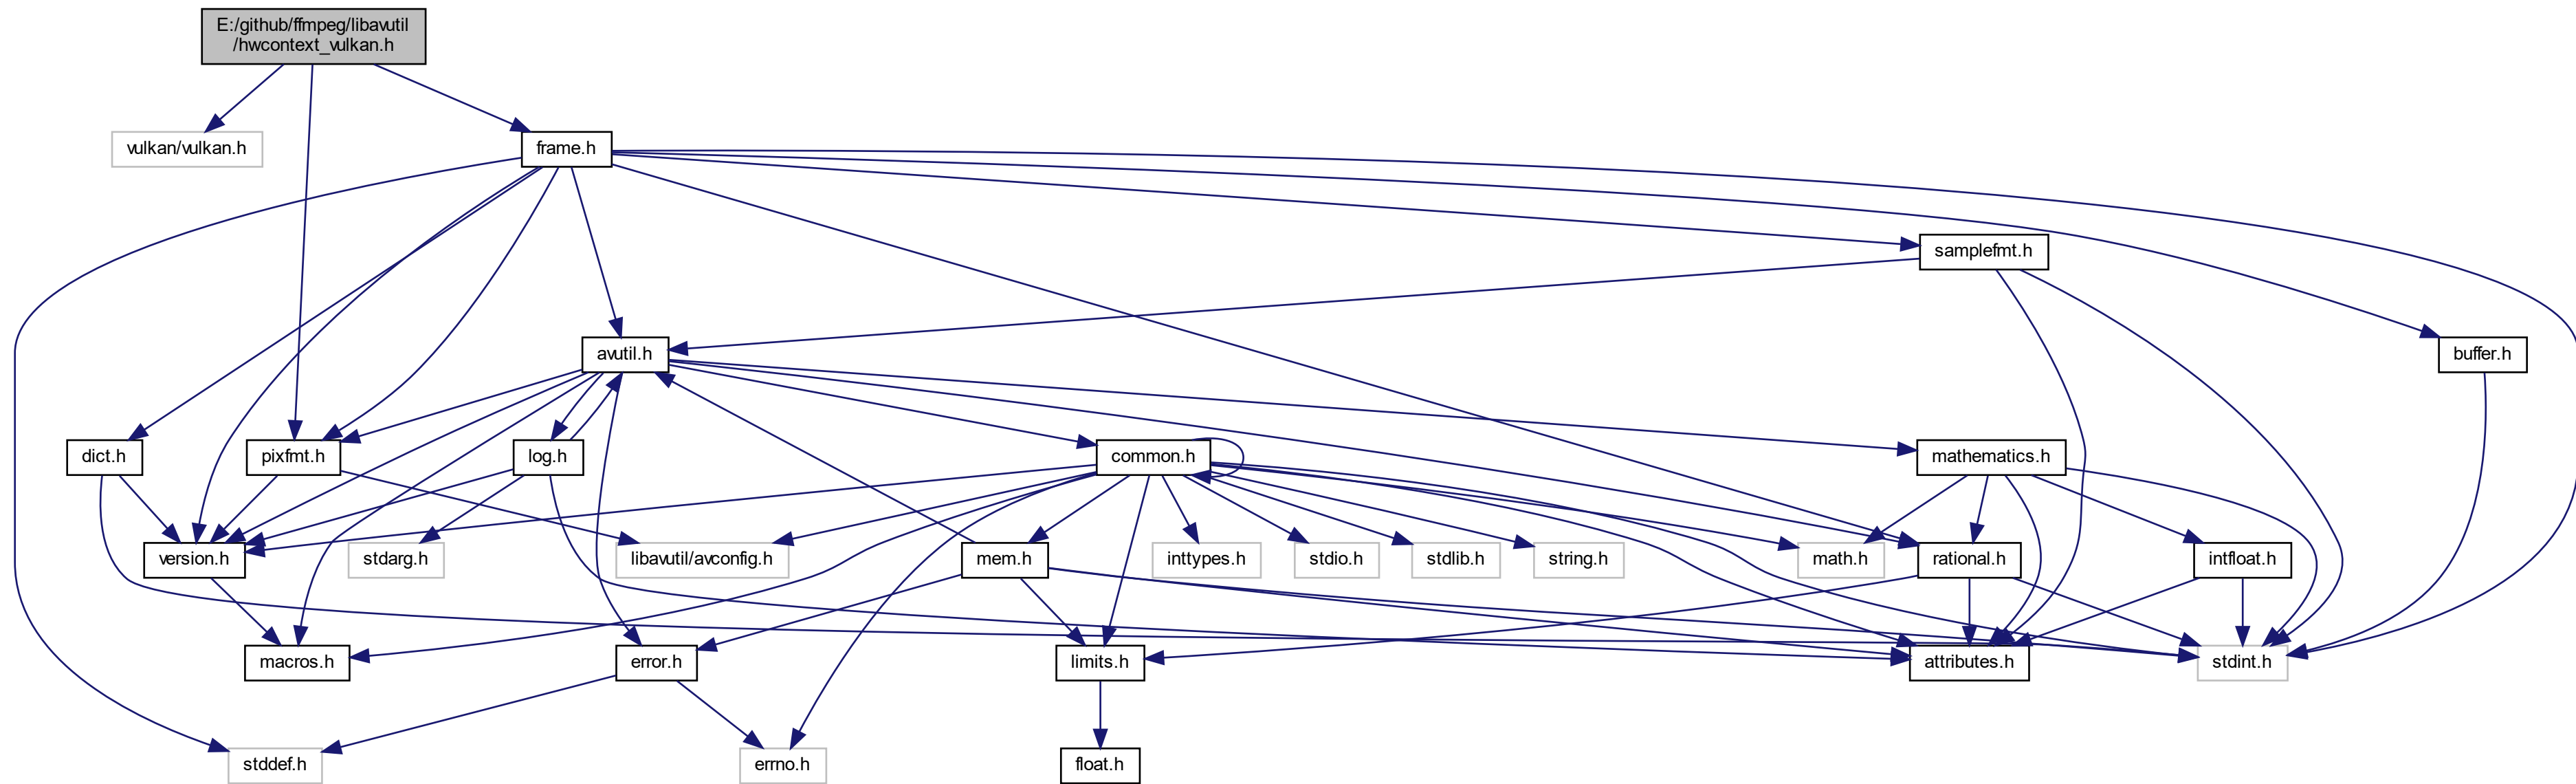 E:/github/ffmpeg/libavutil
/hwcontext_vulkan.h
vulkan/vulkan.h
frame.h
samplefmt.h
avutil.h
buffer.h
dict.h
pixfmt.h
log.h
common.h
mathematics.h
version.h
stdarg.h
libavutil/avconfig.h
mem.h
inttypes.h
stdio.h
stdlib.h
string.h
math.h
rational.h
intfloat.h
macros.h
error.h
limits.h
attributes.h
stdint.h
stddef.h
errno.h
float.h